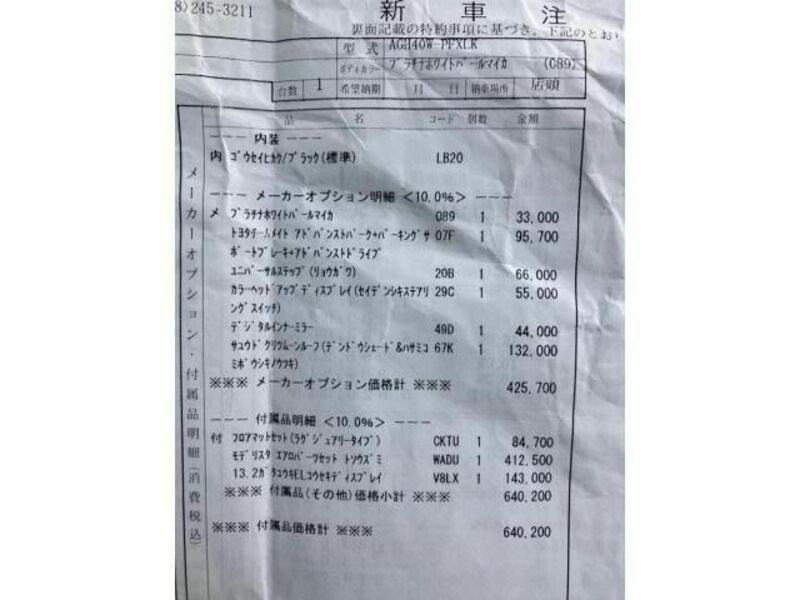 8)245-3211
新車注
裏面記載の特約事項に基づき、下記のとおり
型式 AGH40W-PFXLK
ボディカラー プラチナホワイトパールマイカ (089)
台数 1 希望納期 月 日 納車場所 店頭
品名 コード 個数 金額
メーカーオプション・付属品明細(消費税込)
--- 内装 ---
内 ゴウセイヒカク/ブラック(標準) LB20
--- メーカーオプション明細 <10.0%> ---
メ プラチナホワイトパールマイカ 089 1 33,000
トヨタチームメイト アドバンストパーク+パーキングサ 07F 1 95,700
ポートブレーキ+アドバンストドライブ
ユニバーサルステップ(リョウガワ) 20B 1 66,000
カラーヘッドアップディスプレイ(セイデンシキステアリ 29C 1 55,000
ングスイッチ)
デジタルインナーミラー 49D 1 44,000
サユウドクリツムーンルーフ(デンドウシェード&ハサミコ 67K 1 132,000
ミボウシキノウツキ)
※※※ メーカーオプション価格計 ※※※ 425,700
--- 付属品明細 <10.0%> ---
付 フロアマットセット(ラグジュアリータイプ) CKTU 1 84,700
モデリスタ エアロパーツセット トソウズミ WADU 1 412,500
13.2ガタユウキELコウセキディスプレイ V8LX 1 143,000
※※※ 付属品(その他)価格小計 ※※※ 640,200
※※※ 付属品価格計 ※※※ 640,200